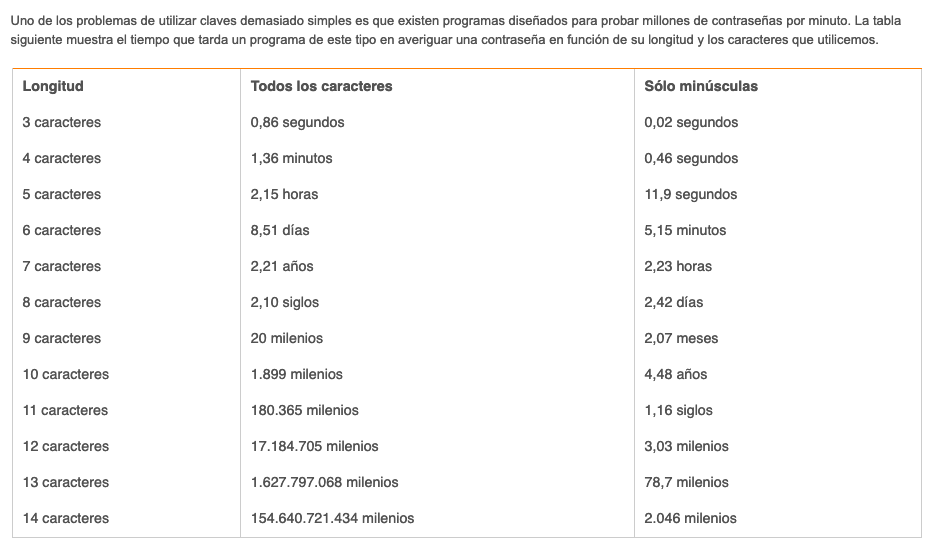 Uno de los problemas de utilizar claves demasiado simples es que existen programas diseñados para probar millones de contraseñas por minuto. La tabla
siguiente muestra el tiempo que tarda un programa de este tipo en averiguar una contraseña en función de su longitud y los caracteres que utilicemos.
Longitud Todos los caracteres Sólo minúsculas
3 caracteres 0,86 segundos 0,02 segundos
4 caracteres 1,36 minutos 0,46 segundos
5 caracteres 2,15 horas 11,9 segundos
6 caracteres 8,51 días 5,15 minutos
7 caracteres 2,21 años 2,23 horas
8 caracteres 2,10 siglos 2,42 días
9 caracteres 20 milenios 2,07 meses
10 caracteres 1.899 milenios 4,48 años
11 caracteres 180.365 milenios 1,16 siglos
12 caracteres 17.184.705 milenios 3,03 milenios
13 caracteres 1.627.797.068 milenios 78,7 milenios
14 caracteres 154.640.721.434 milenios 2.046 milenios